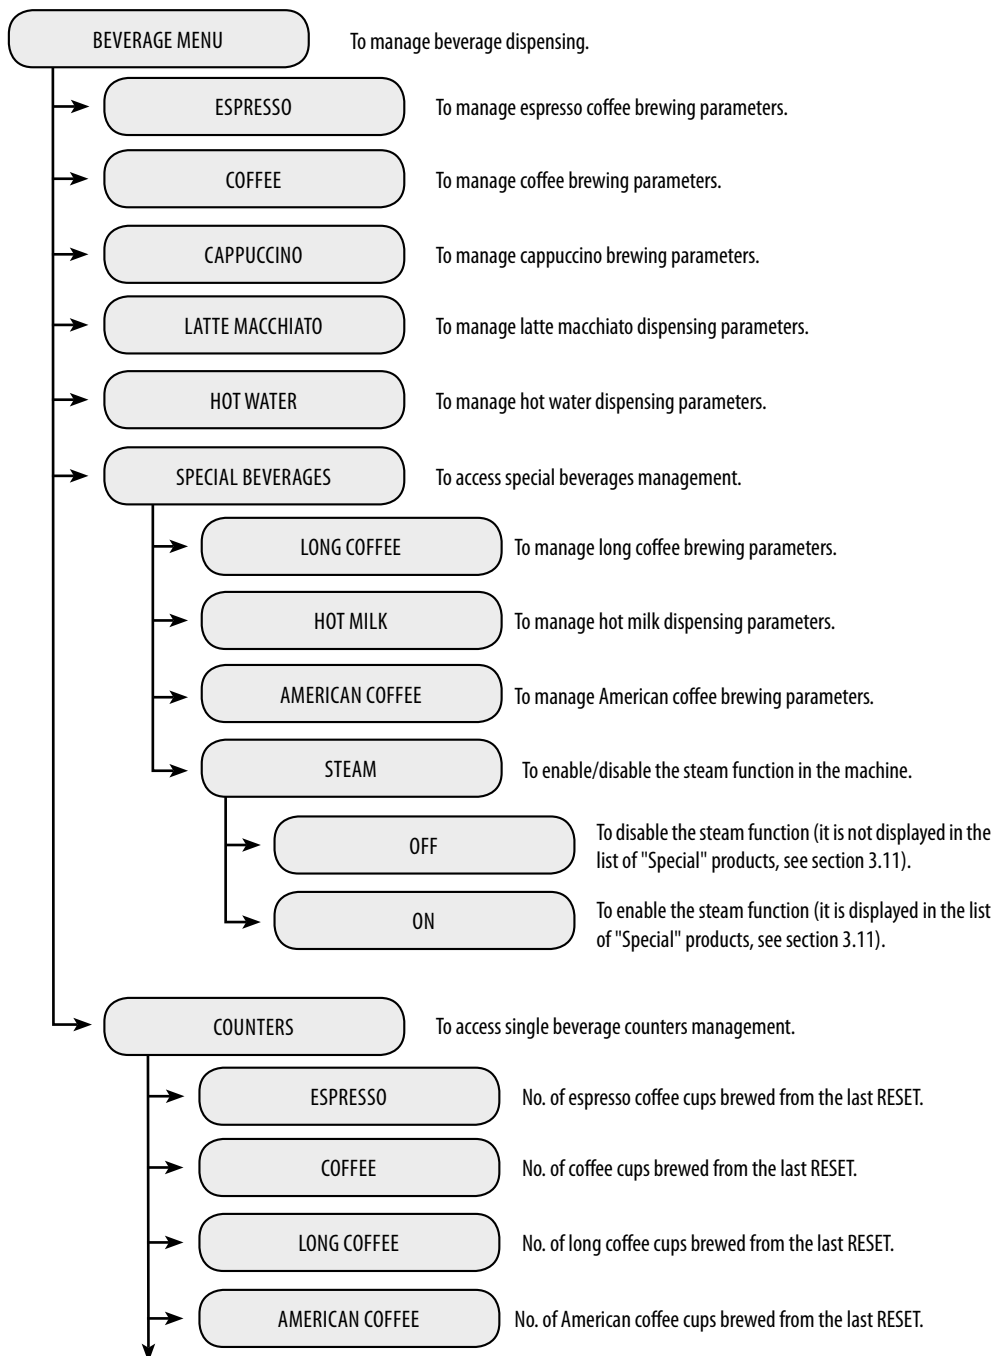 BEVERAGE MENU
To manage beverage dispensing.
ESPRESSO
To manage espresso coffee brewing parameters.
COFFEE
To manage coffee brewing parameters.
CAPPUCCINO
To manage cappuccino brewing parameters.
LATTE MACCHIATO
To manage latte macchiato dispensing parameters.
HOT WATER
To manage hot water dispensing parameters.
SPECIAL BEVERAGES
To access special beverages management.
LONG COFFEE
To manage long coffee brewing parameters.
HOT MILK
To manage hot milk dispensing parameters.
AMERICAN COFFEE
To manage American coffee brewing parameters.
STEAM
To enable/disable the steam function in the machine.
OFF
To disable the steam function (it is not displayed in the
list of "Special" products, see section 3.11).
ON
To enable the steam function (it is displayed in the list
of "Special" products, see section 3.11).
COUNTERS
To access single beverage counters management.
ESPRESSO
No. of espresso coffee cups brewed from the last RESET.
COFFEE
No. of coffee cups brewed from the last RESET.
LONG COFFEE
No. of long coffee cups brewed from the last RESET.
AMERICAN COFFEE
No. of American coffee cups brewed from the last RESET.